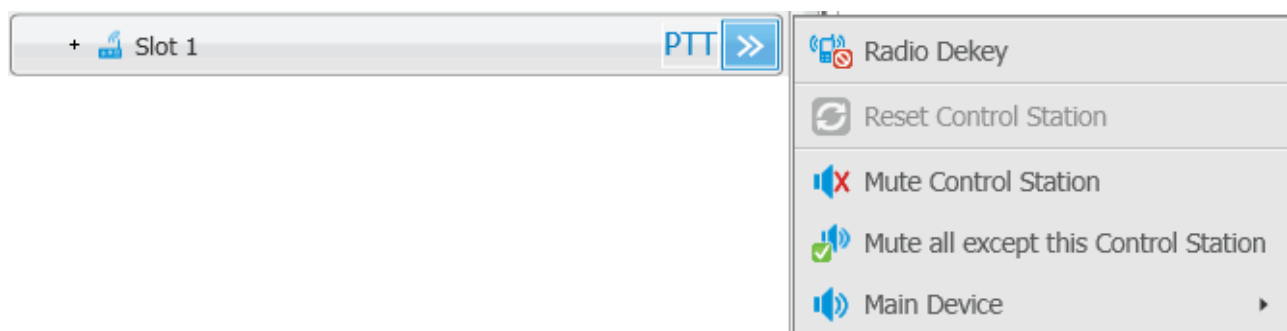 + Slot 1 PTT >>
Radio Dekey
Reset Control Station
Mute Control Station
Mute all except this Control Station
Main Device